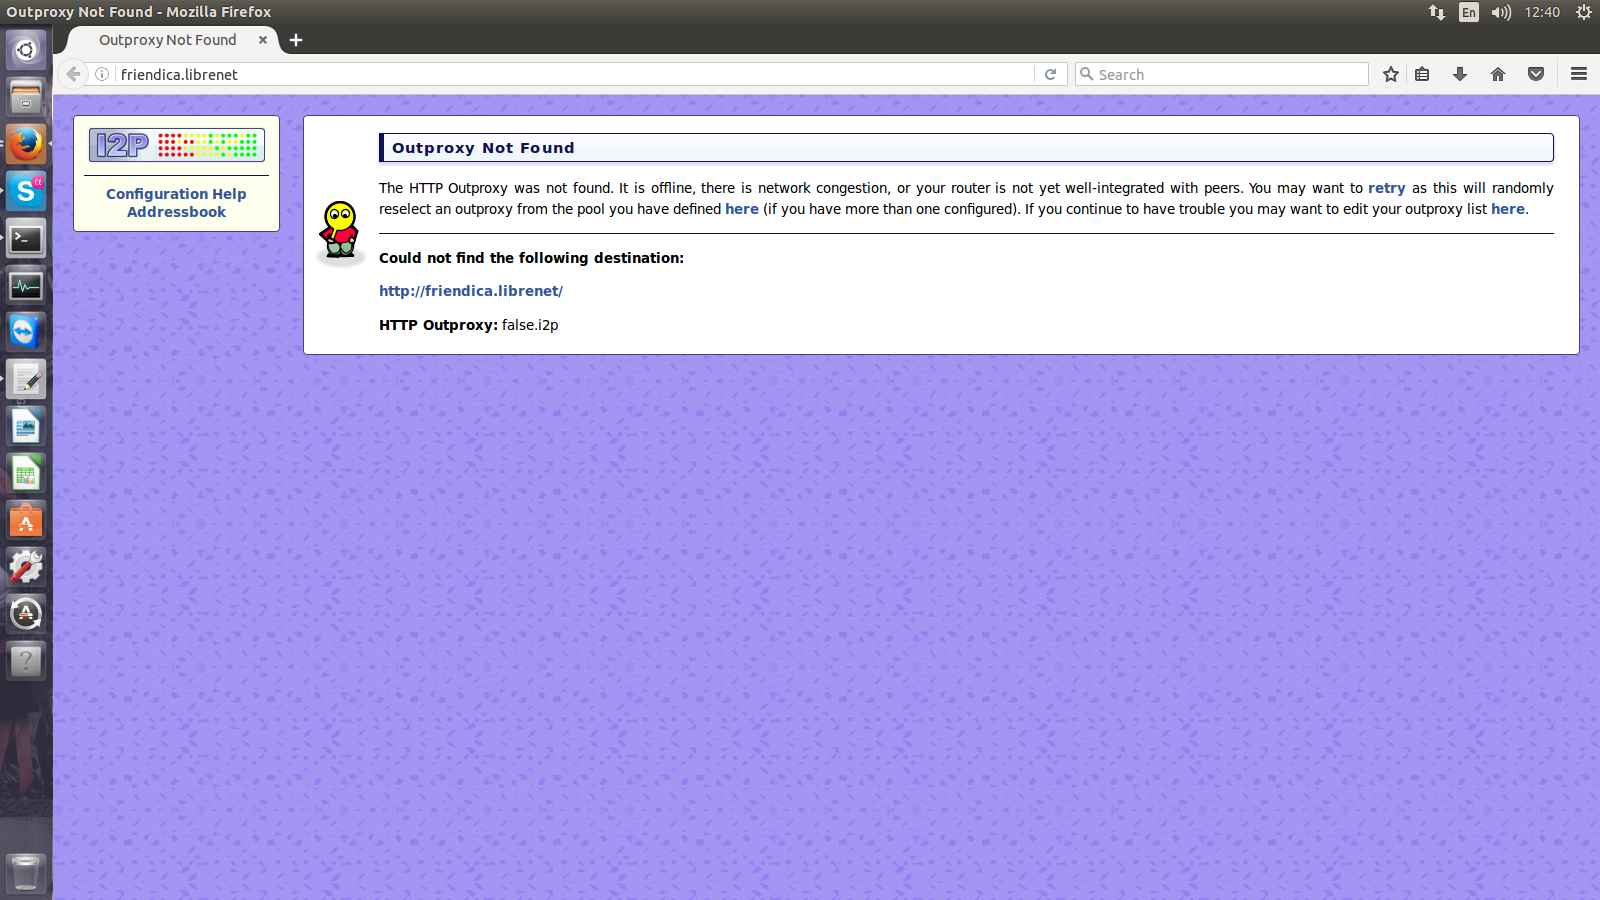 Outproxy Not Found - Mozilla Firefox
En
12:40
Outproxy Not Found
friendica.librenet
Search
I2P
Configuration Help
Addressbook
Outproxy Not Found
The HTTP Outproxy was not found. It is offline, there is network congestion, or your router is not yet well-integrated with peers. You may want to retry as this will randomly
reselect an outproxy from the pool you have defined here (if you have more than one configured). If you continue to have trouble you may want to edit your outproxy list here.
Could not find the following destination:
http://friendica.librenet/
HTTP Outproxy: false.i2p